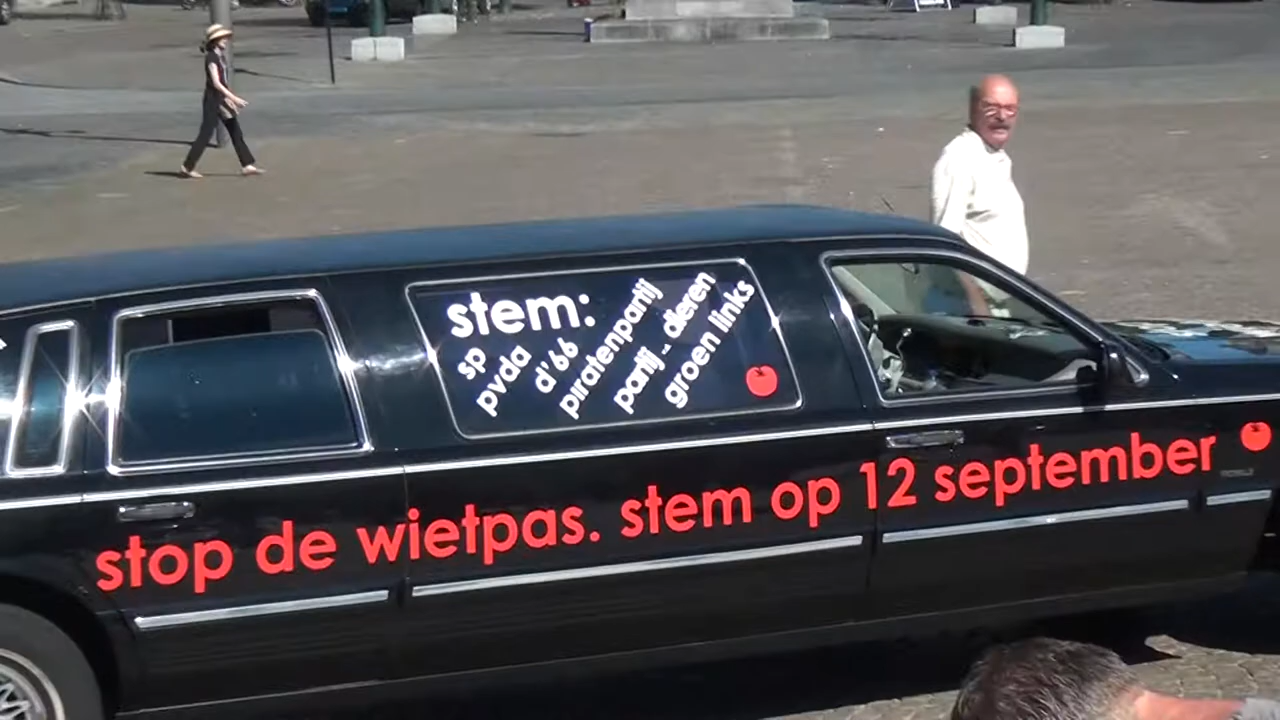 stem:
sp
pvda
d'66
piratenpartij
partij - dieren
groen links
stop de wietpas. stem op 12 september